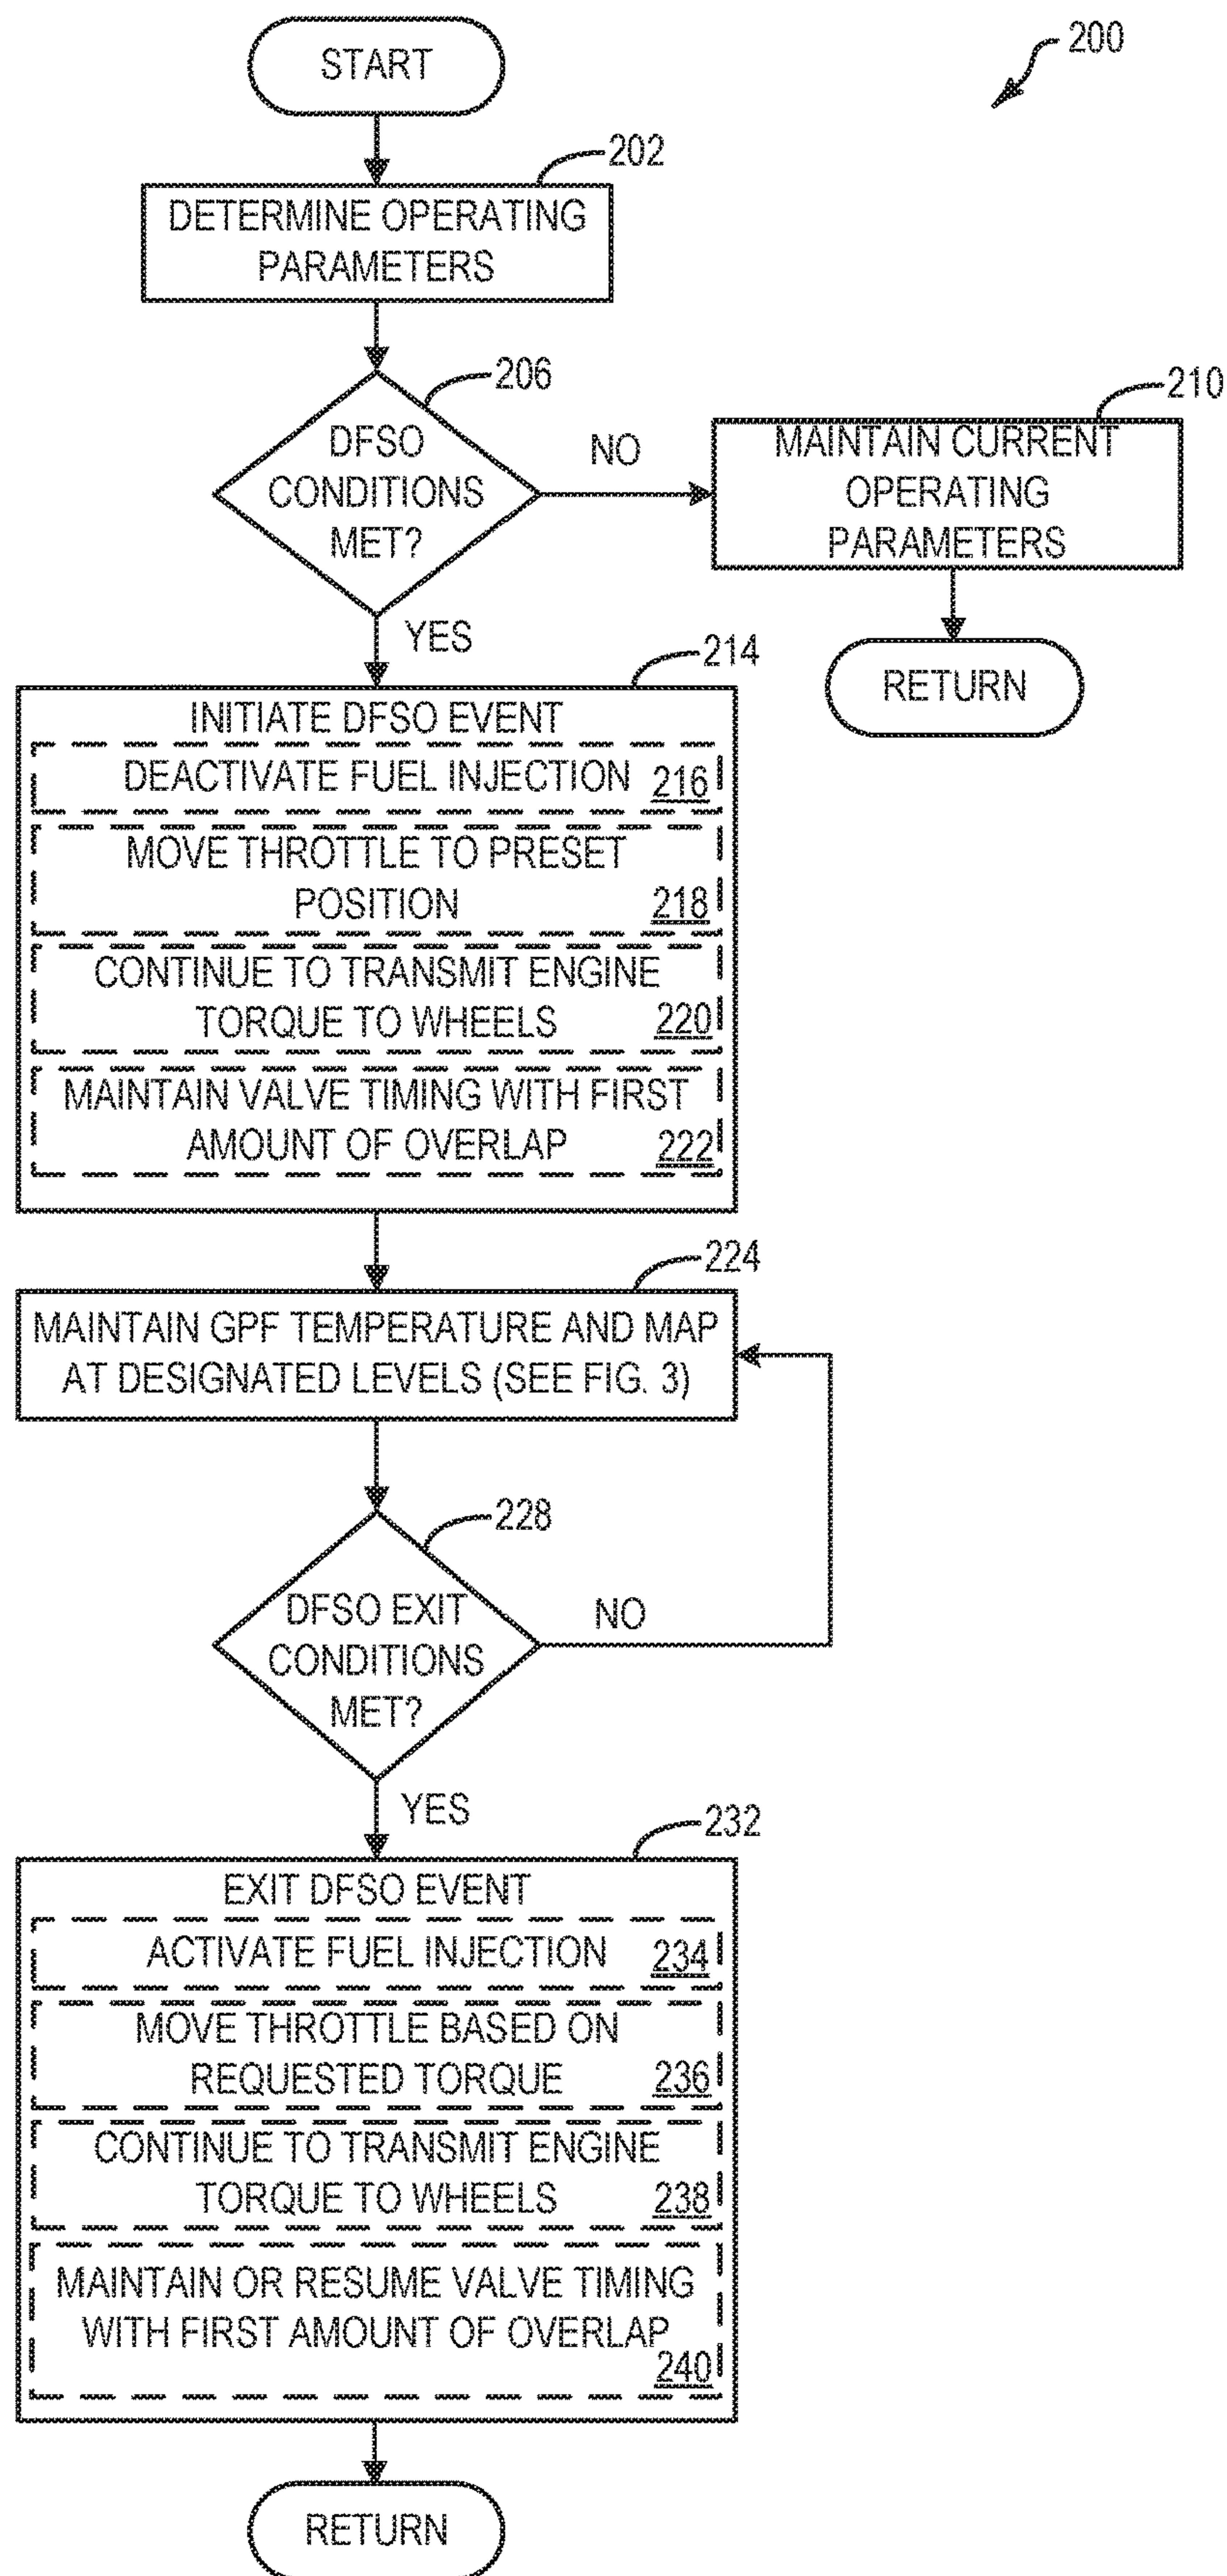 200
START
202
DETERMINE OPERATING
PARAMETERS
206
DFSO
CONDITIONS
MET?
NO
210
MAINTAIN CURRENT
OPERATING
PARAMETERS
RETURN
YES
214
INITIATE DFSO EVENT
DEACTIVATE FUEL INJECTION 216
MOVE THROTTLE TO PRESET
POSITION 218
CONTINUE TO TRANSMIT ENGINE
TORQUE TO WHEELS 220
MAINTAIN VALVE TIMING WITH FIRST
AMOUNT OF OVERLAP 222
224
MAINTAIN GPF TEMPERATURE AND MAP
AT DESIGNATED LEVELS (SEE FIG. 3)
228
DFSO EXIT
CONDITIONS
MET?
NO
YES
232
EXIT DFSO EVENT
ACTIVATE FUEL INJECTION 234
MOVE THROTTLE BASED ON
REQUESTED TORQUE 236
CONTINUE TO TRANSMIT ENGINE
TORQUE TO WHEELS 238
MAINTAIN OR RESUME VALVE TIMING
WITH FIRST AMOUNT OF OVERLAP
240
RETURN